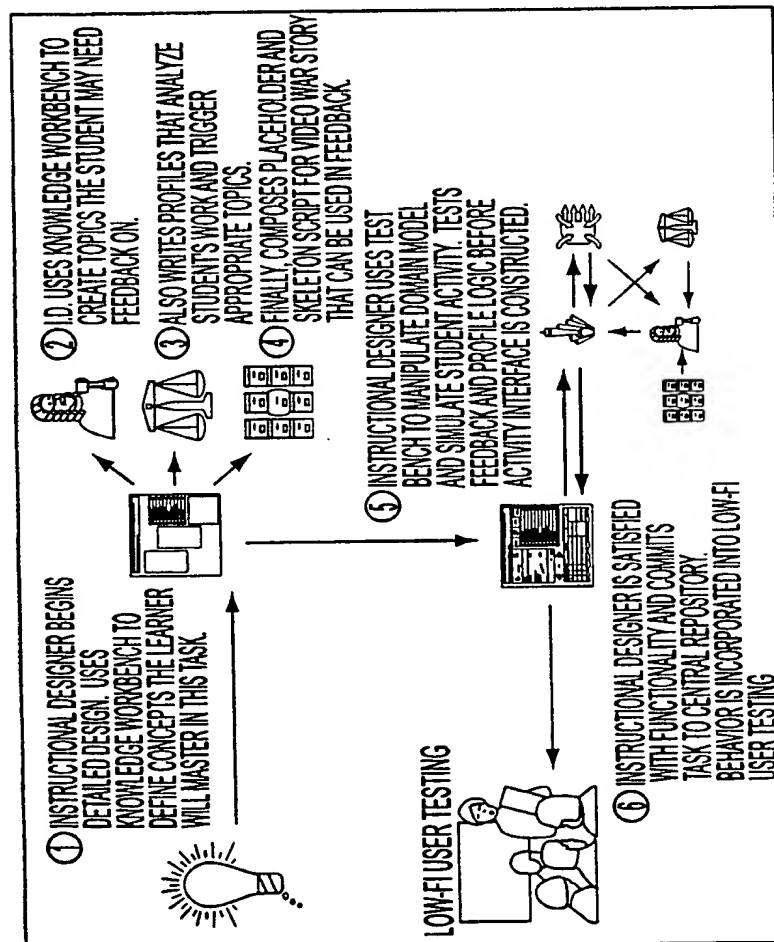 ① INSTRUCTIONAL DESIGNER BEGINS
DETAILED DESIGN. USES
KNOWLEDGE WORKBENCH TO
DEFINE CONCEPTS THE LEARNER
WILL MASTER IN THIS TASK.
② I.D. USES KNOWLEDGE WORKBENCH TO
CREATE TOPICS THE STUDENT MAY NEED
FEEDBACK ON.
③ ALSO WRITES PROFILES THAT ANALYZE
STUDENT'S WORK AND TRIGGER
APPROPRIATE TOPICS.
④ FINALLY, COMPOSES PLACEHOLDER AND
SKELETON SCRIPT FOR VIDEO WAR STORY
THAT CAN BE USED IN FEEDBACK.
⑤ INSTRUCTIONAL DESIGNER USES TEST
BENCH TO MANIPULATE DOMAIN MODEL
AND SIMULATE STUDENT ACTIVITY. TESTS
FEEDBACK AND PROFILE LOGIC BEFORE
ACTIVITY INTERFACE IS CONSTRUCTED.
LOW-FI USER TESTING
⑥ INSTRUCTIONAL DESIGNER IS SATISFIED
WITH FUNCTIONALITY AND COMMITS
TASK TO CENTRAL REPOSITORY.
BEHAVIOR IS INCORPORATED INTO LOW-FI
USER TESTING